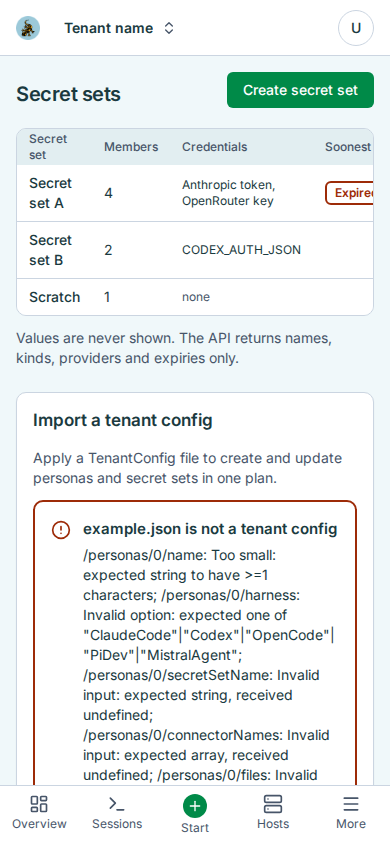 Tenant name
U
Secret sets
Create secret set
Secret set Members Credentials Soonest
Secret set A 4 Anthropic token, OpenRouter key Expired
Secret set B 2 CODEX_AUTH_JSON
Scratch 1 none
Values are never shown. The API returns names,
kinds, providers and expiries only.
Import a tenant config
Apply a TenantConfig file to create and update
personas and secret sets in one plan.
example.json is not a tenant config
/personas/0/name: Too small:
expected string to have >=1
characters; /personas/0/harness:
Invalid option: expected one of
"ClaudeCode"|"Codex"|"OpenCode"|
"PiDev"|"MistralAgent";
/personas/0/secretSetName: Invalid
input: expected string, received
undefined;
/personas/0/connectorNames: Invalid
input: expected array, received
undefined; /personas/0/files: Invalid
Overview Sessions Start Hosts More